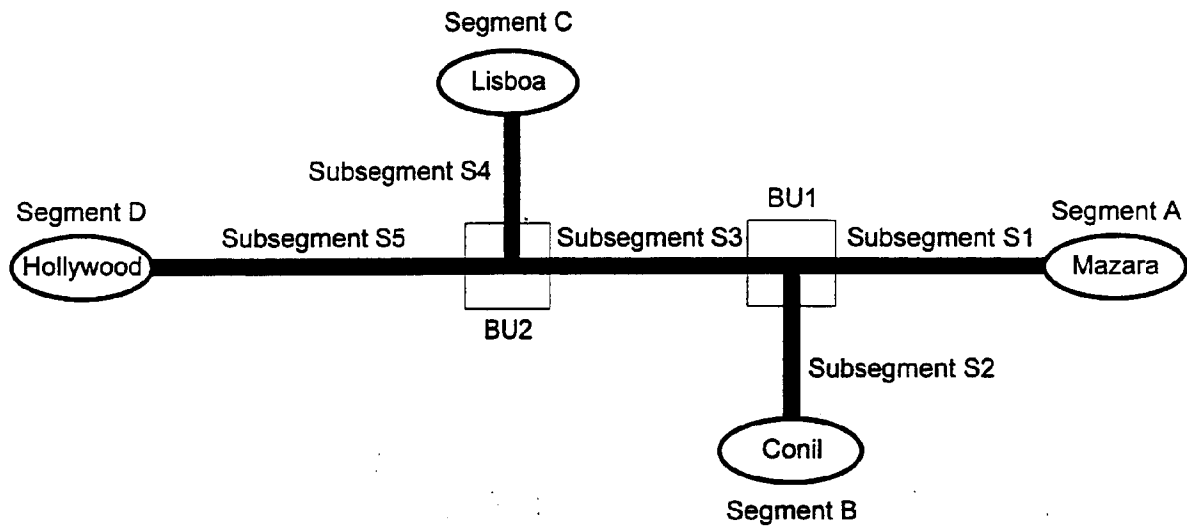 Segment C
Lisboa
Subsegment S4
Segment D
BU1
Segment A
Subsegment S5
Subsegment S3
Subsegment S1
Hollywood
Mazara
BU2
Subsegment S2
Conil
Segment B